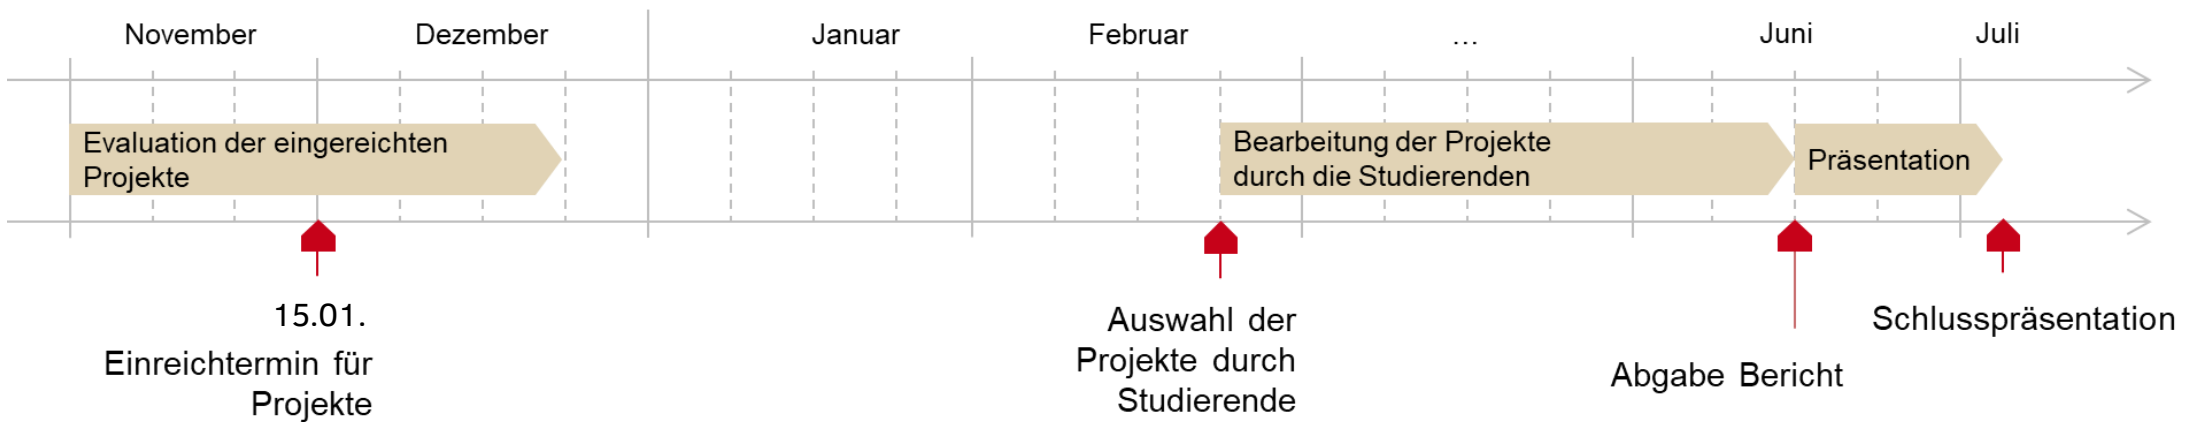 November Dezember Januar Februar ... Juni Juli
Evaluation der eingereichten
Projekte
Bearbeitung der Projekte
durch die Studierenden
Präsentation
15.01.
Einreichtermin für
Projekte
Auswahl der
Projekte durch
Studierende
Abgabe Bericht
Schlusspräsentation